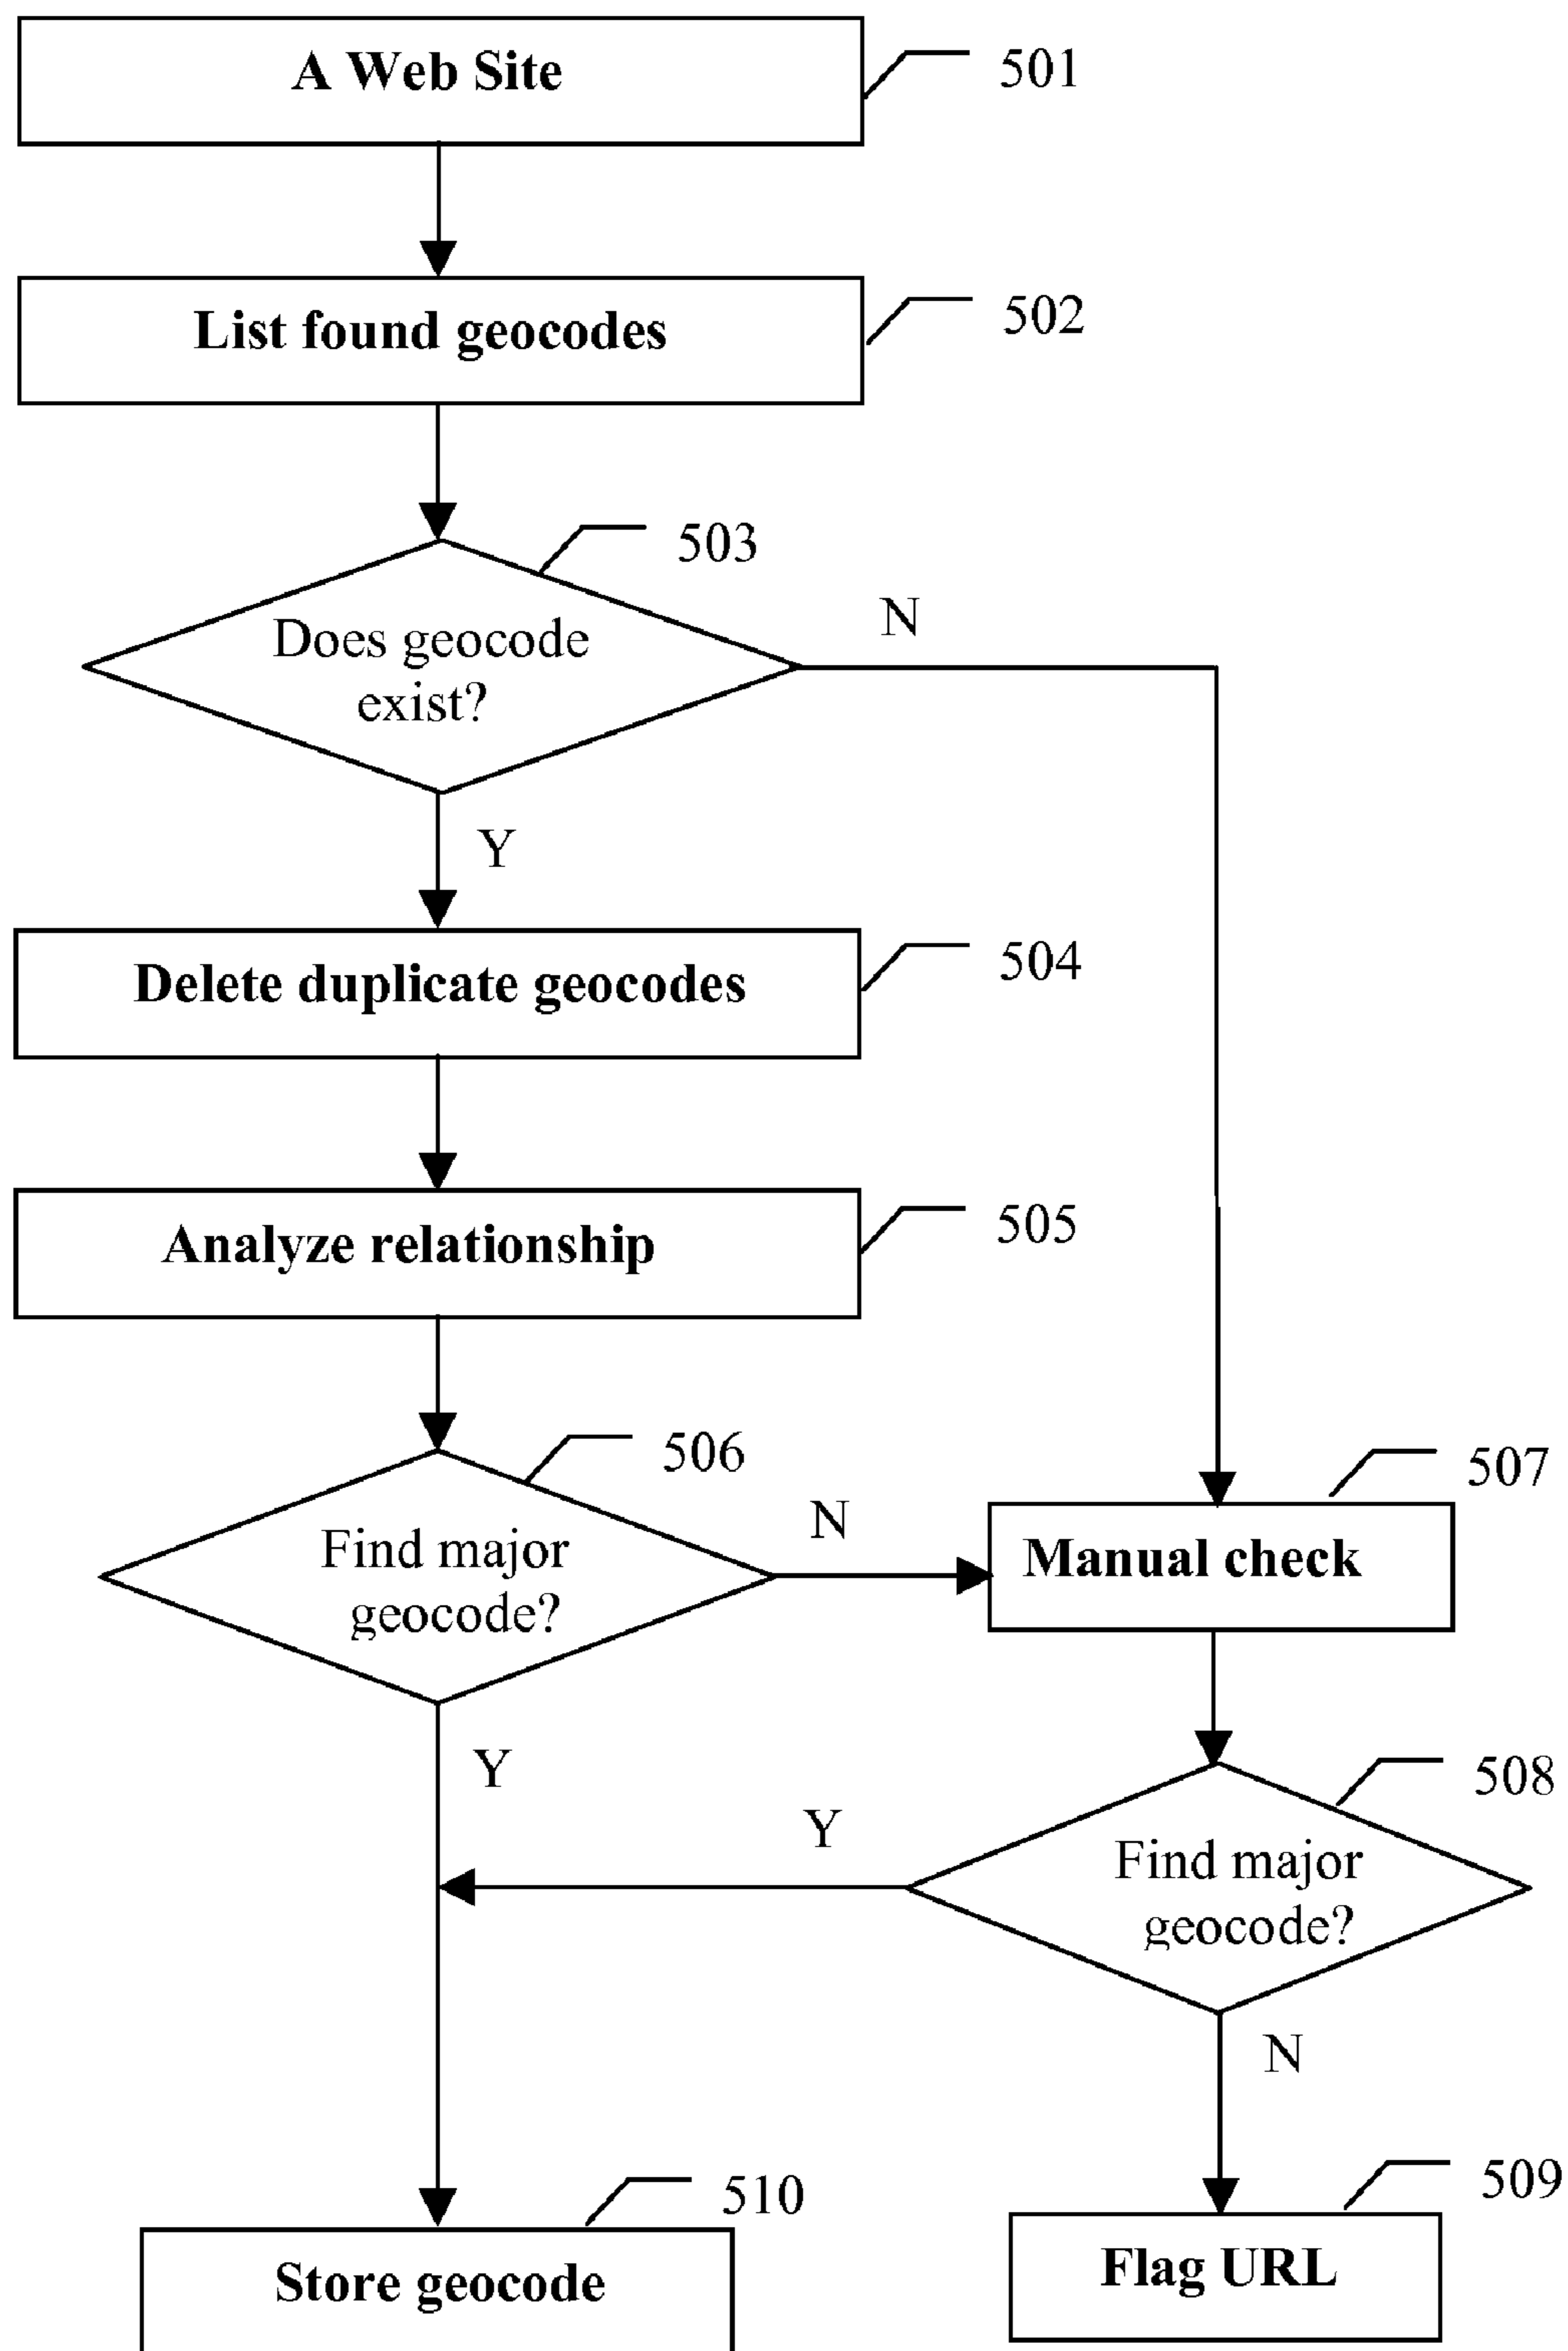 A Web Site
501
List found geocodes
502
503
Does geocode
exist?
N
Y
Delete duplicate geocodes
504
Analyze relationship
505
506
Find major
geocode?
N
507
Manual check
Y
508
Find major
geocode?
Y
N
510
Store geocode
509
Flag URL